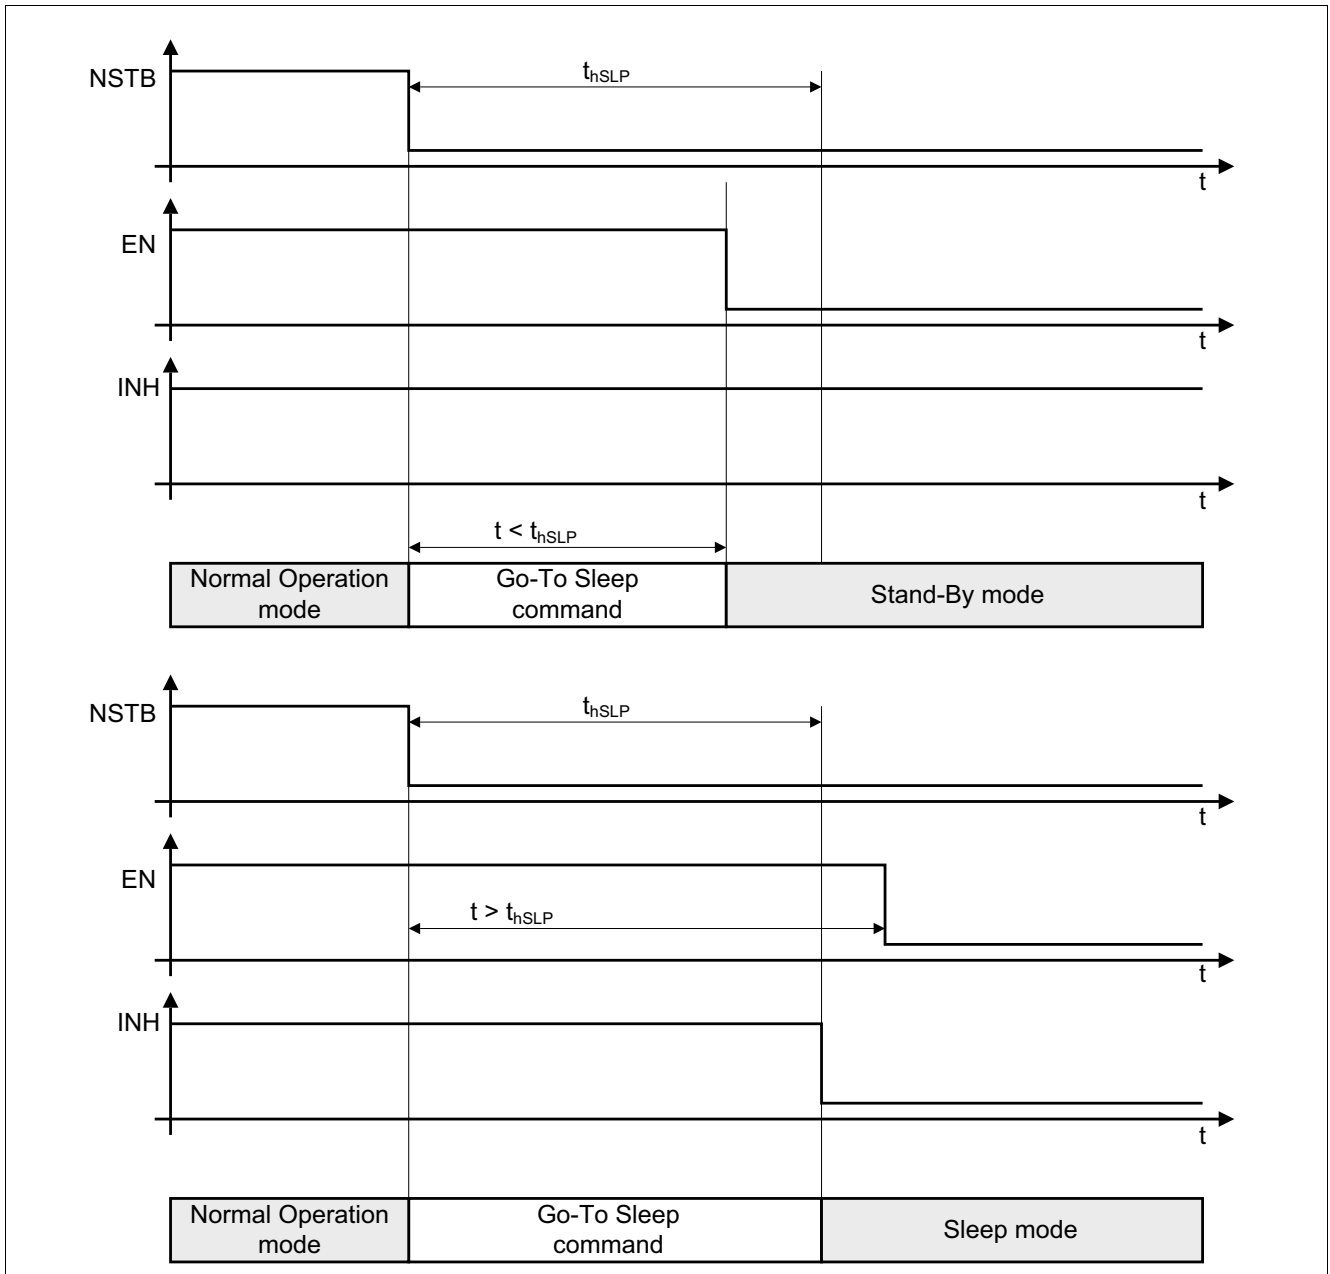 NSTB
thSLP
t
EN
t
INH
t
t < thSLP
Normal Operation
mode
Go-To Sleep
command
Stand-By mode
NSTB
thSLP
t
EN
t > thSLP
t
INH
t
Normal Operation
mode
Go-To Sleep
command
Sleep mode